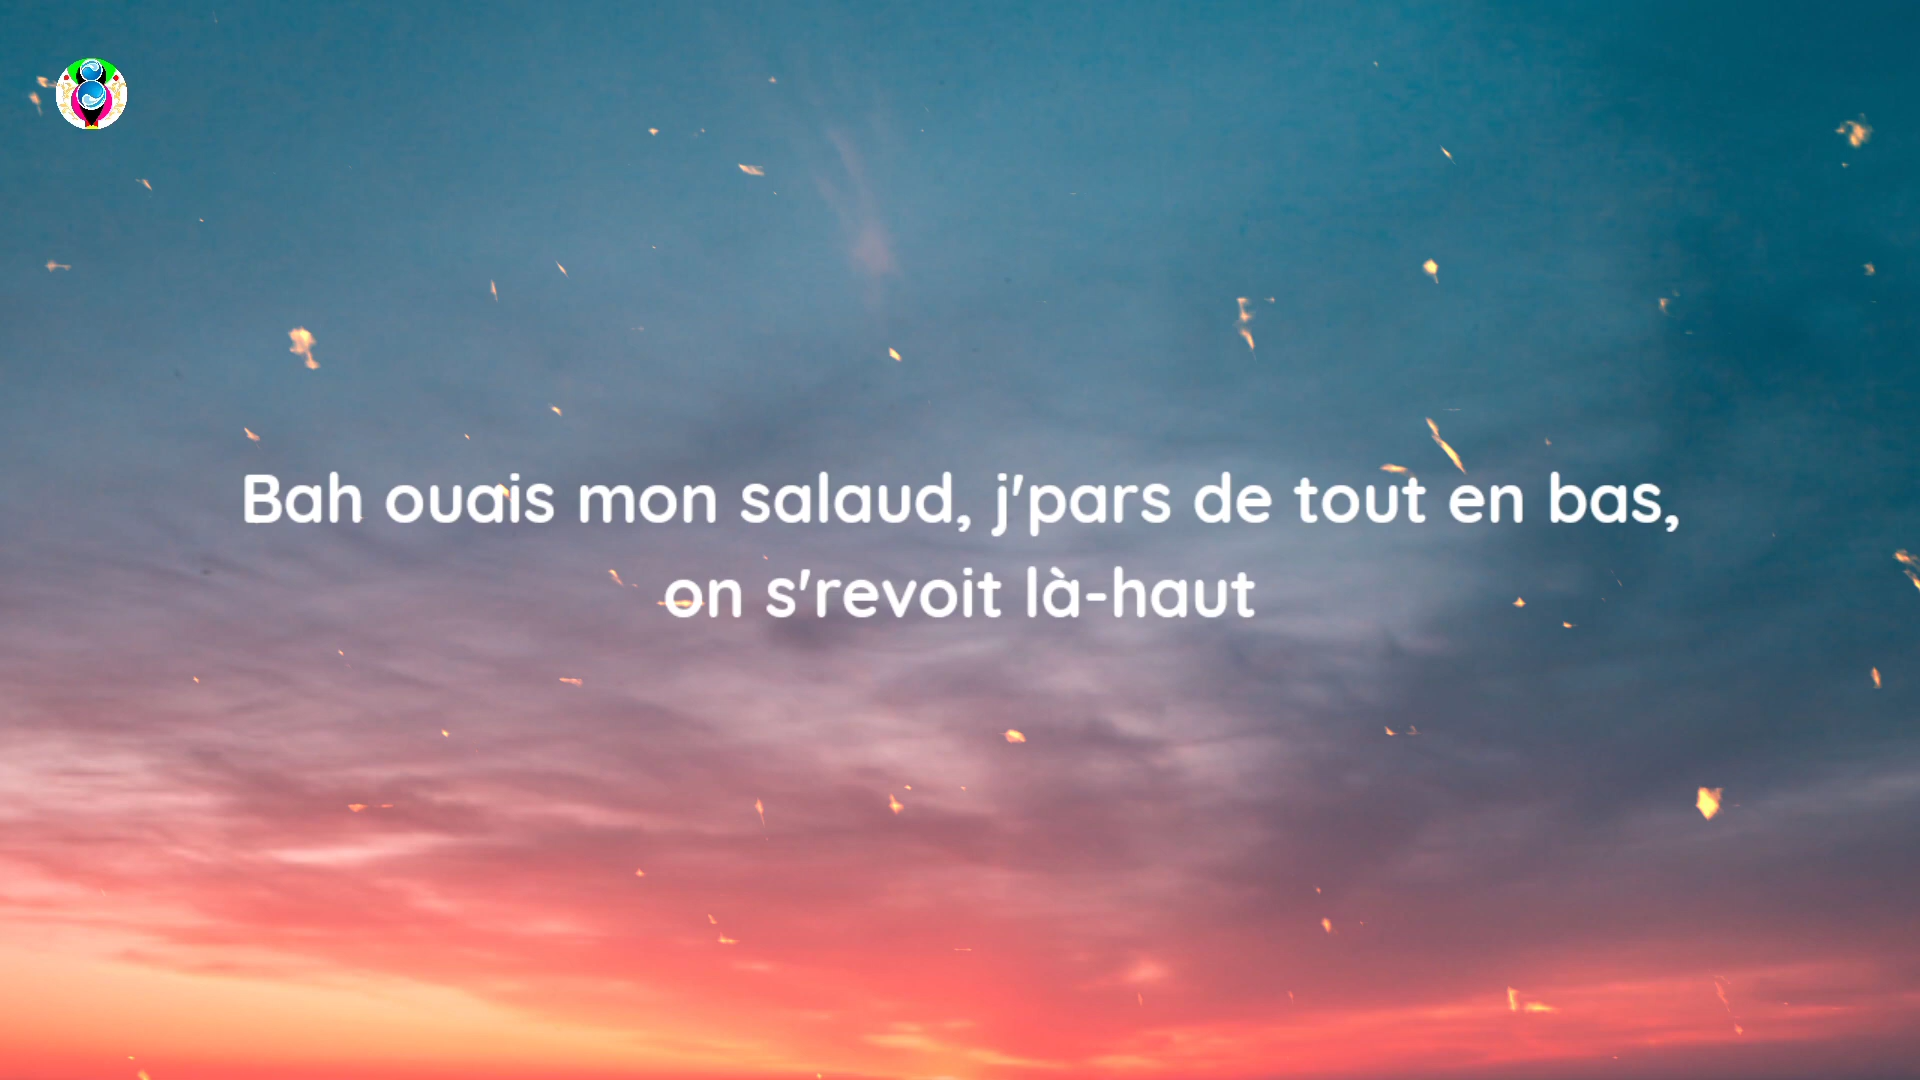 Bah ouais mon salaud, j'pars de tout en bas,
on s'revoit là-haut